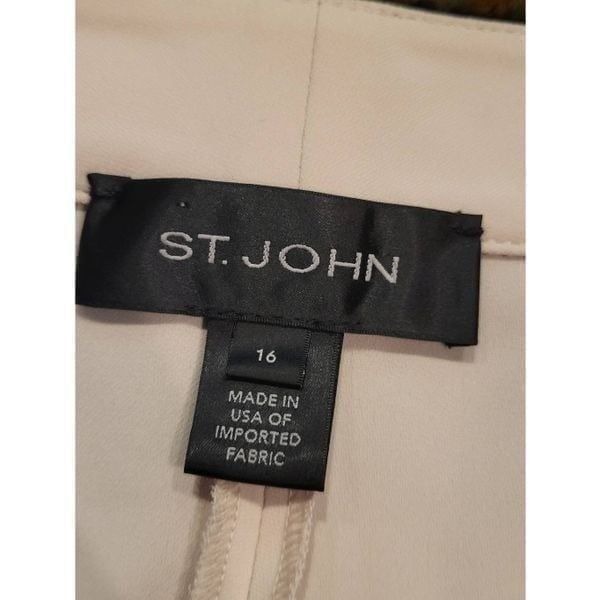 ST. JOHN
16
MADE IN
USA OF
IMPORTED
FABRIC